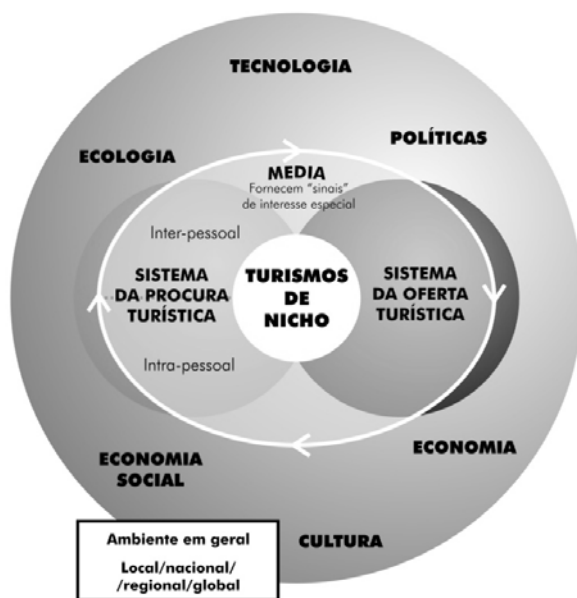 TECNOLOGIA
POLÍTICAS
ECOLOGIA
MEDIA
Fornecem “sinais”
de interesse especial
Inter-pessoal
SISTEMA
DA PROCURA
TURÍSTICA
TURISMOS
DE
NICHO
SISTEMA
DA OFERTA
TURÍSTICA
Intra-pessoal
ECONOMIA
SOCIAL
ECONOMIA
CULTURA
Ambiente em geral
Local/nacional/
/regional/global